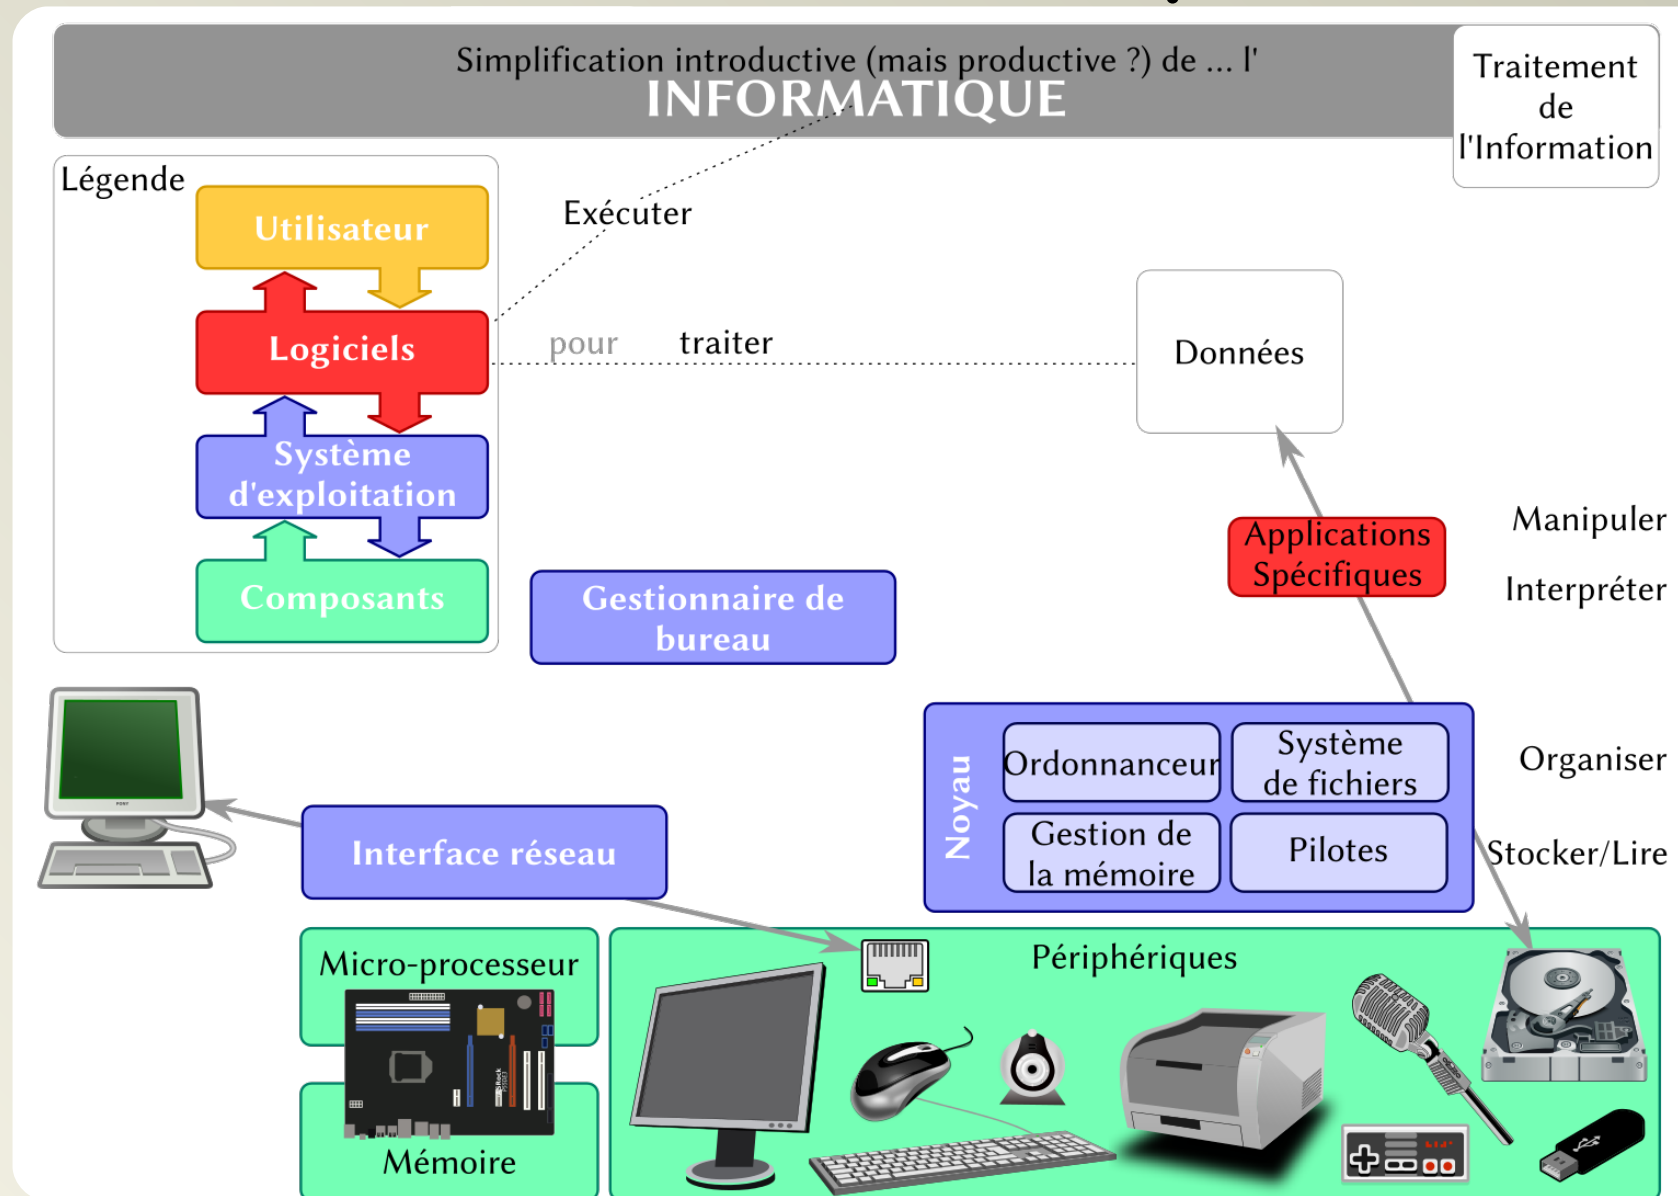 Simplification introductive (mais productive ?) de ... l'
INFORMATIQUE
Traitement
de
l'Information
Légende
Utilisateur
Exécuter
Logiciels
pour traiter
Données
Système
d'exploitation
Applications
Spécifiques
Manipuler
Interpréter
Composants
Gestionnaire de
bureau
Noyau
Ordonnanceur
Système
de fichiers
Organiser
Gestion de
la mémoire
Pilotes
Stocker/Lire
Interface réseau
Micro-processeur
Mémoire
Périphériques